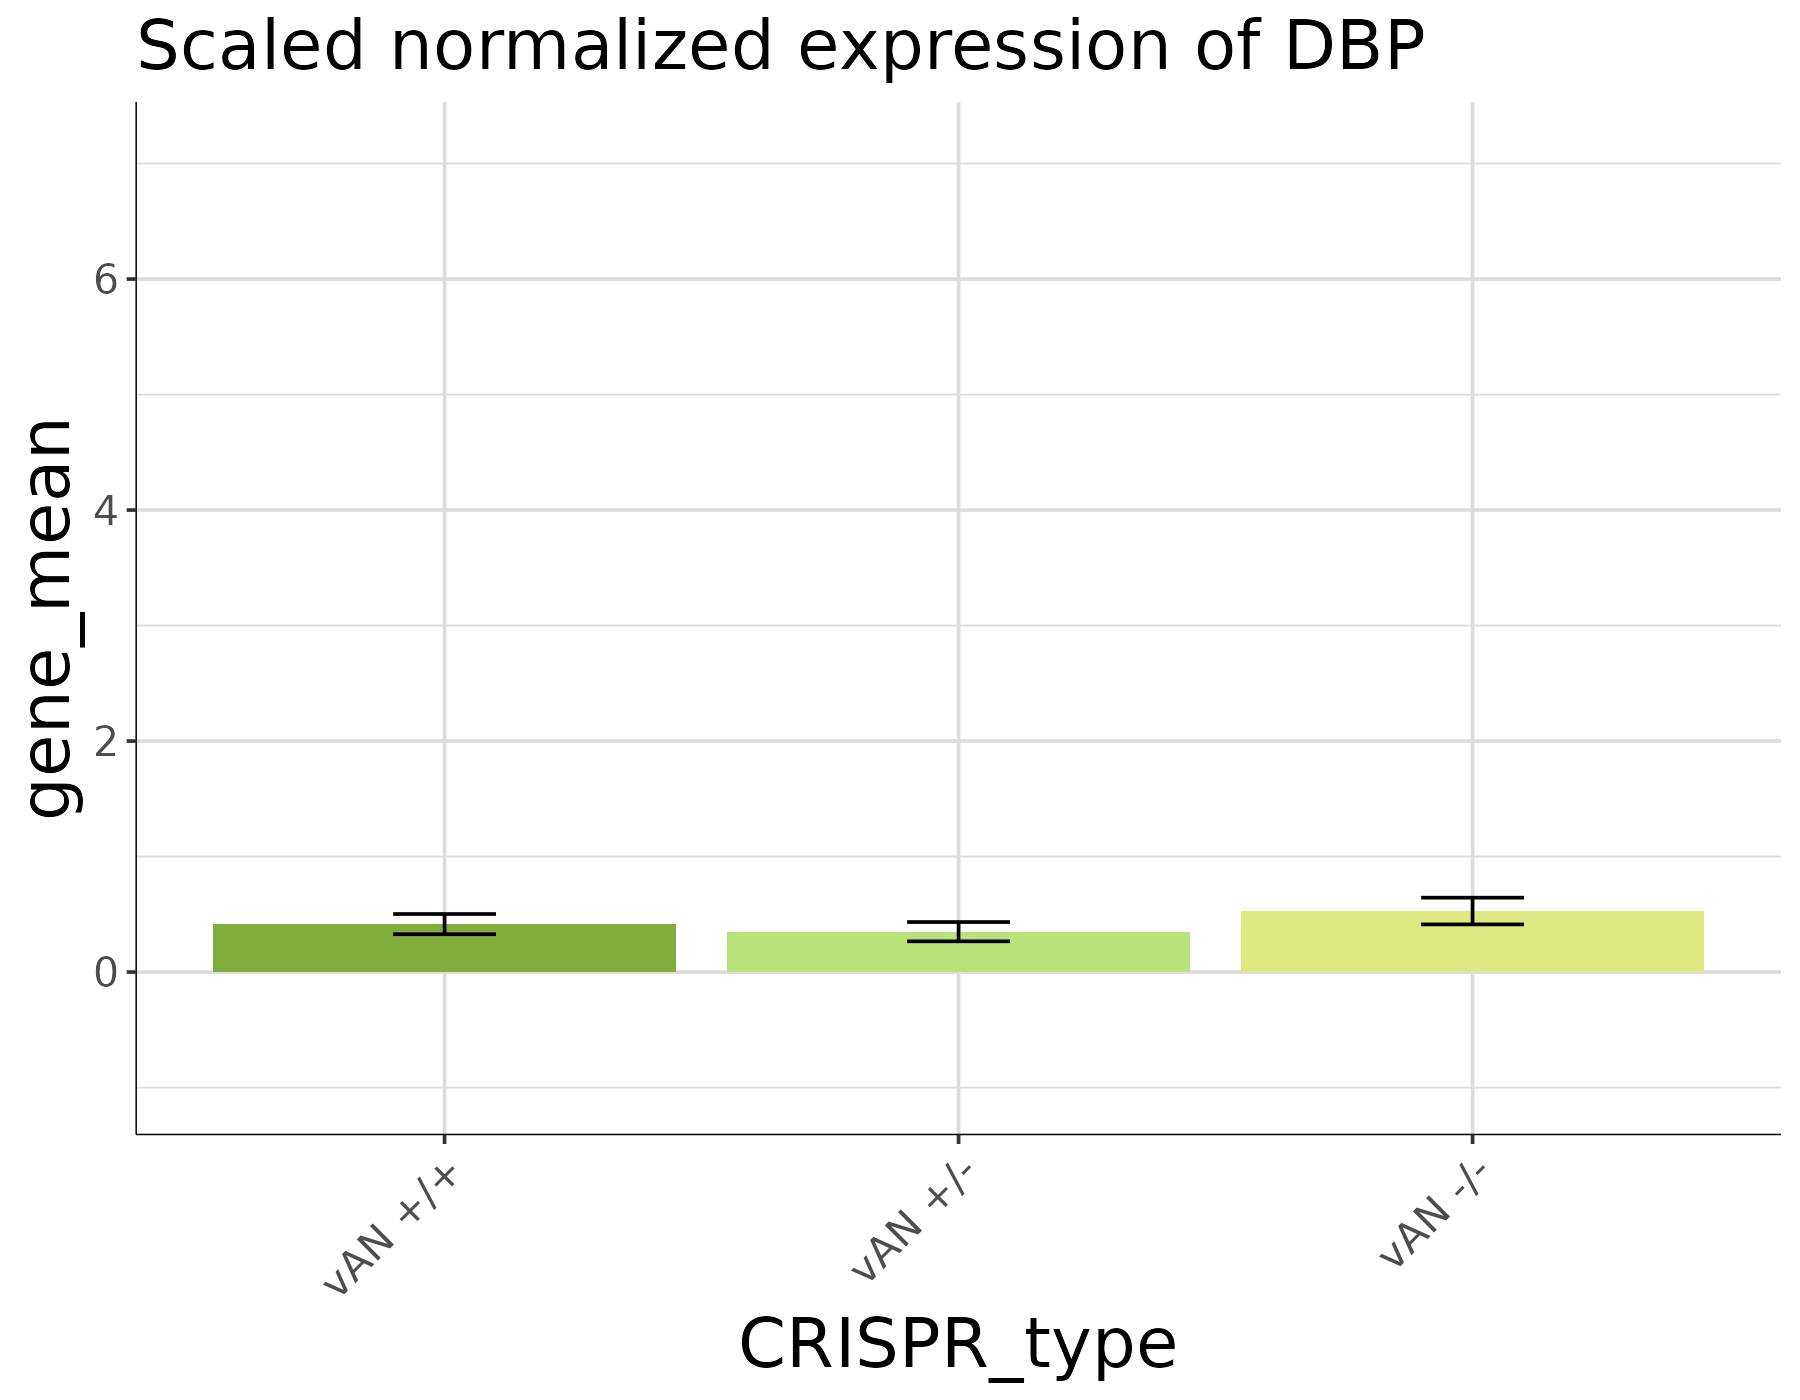 Scaled normalized expression of DBP
gene_mean
6
4
2
0
vAN +/+
vAN +/-
vAN -/-
CRISPR_type